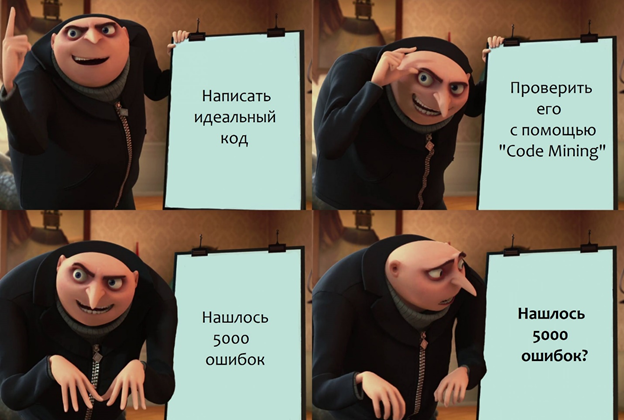 Написать
идеальный
код
Проверить
его
с помощью
"Code Mining"
Нашлось
5000
ошибок
Нашлось
5000
ошибок?